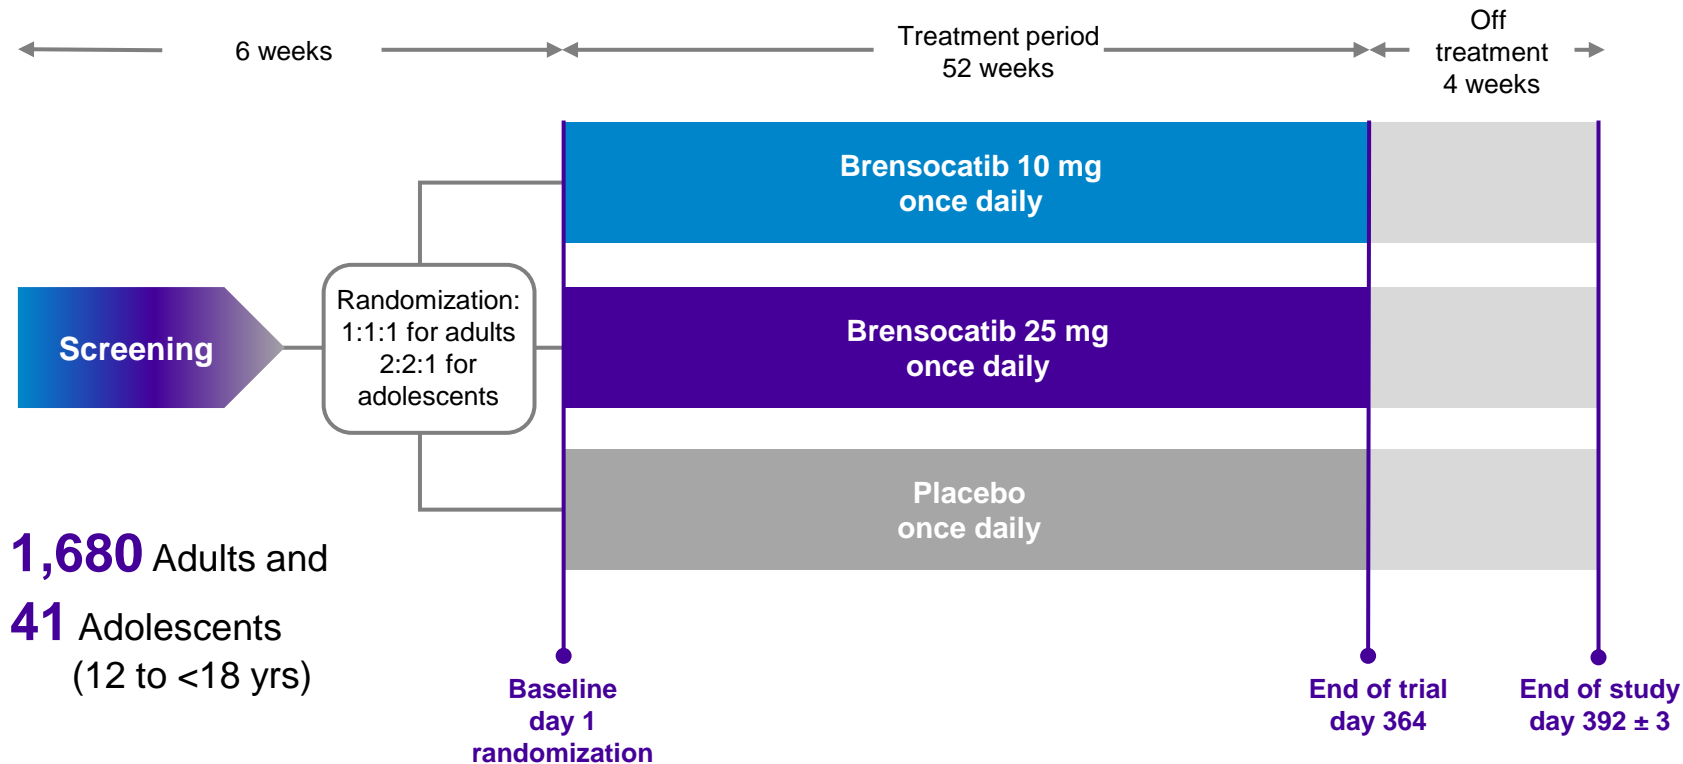 6 weeks
Treatment period
52 weeks
Off
treatment
4 weeks
Screening
Randomization:
1:1:1 for adults
2:2:1 for
adolescents
Brensocatib 10 mg
once daily
Brensocatib 25 mg
once daily
Placebo
once daily
1,680 Adults and
41 Adolescents
(12 to <18 yrs)
Baseline
day 1
randomization
End of trial
day 364
End of study
day 392 ± 3